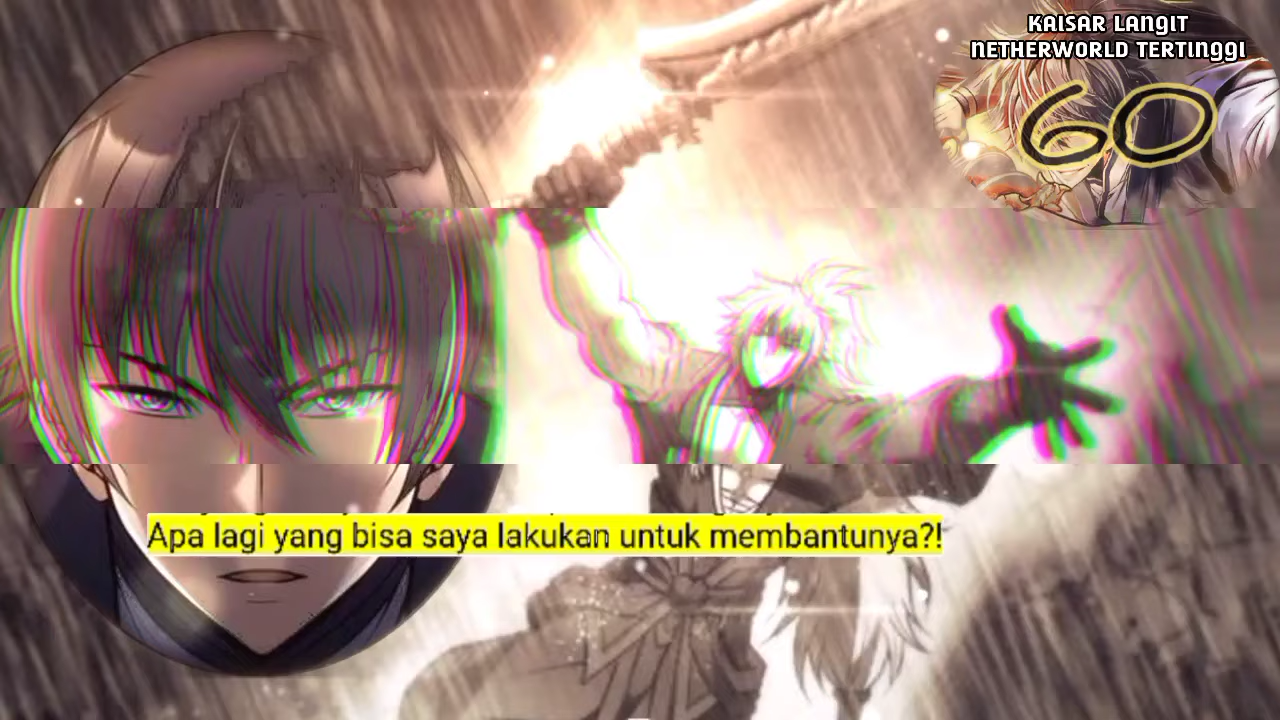 KAISAR LANGIT
NETHERWORLD TERTINGGI
60
Apa lagi yang bisa saya lakukan untuk membantunya?!